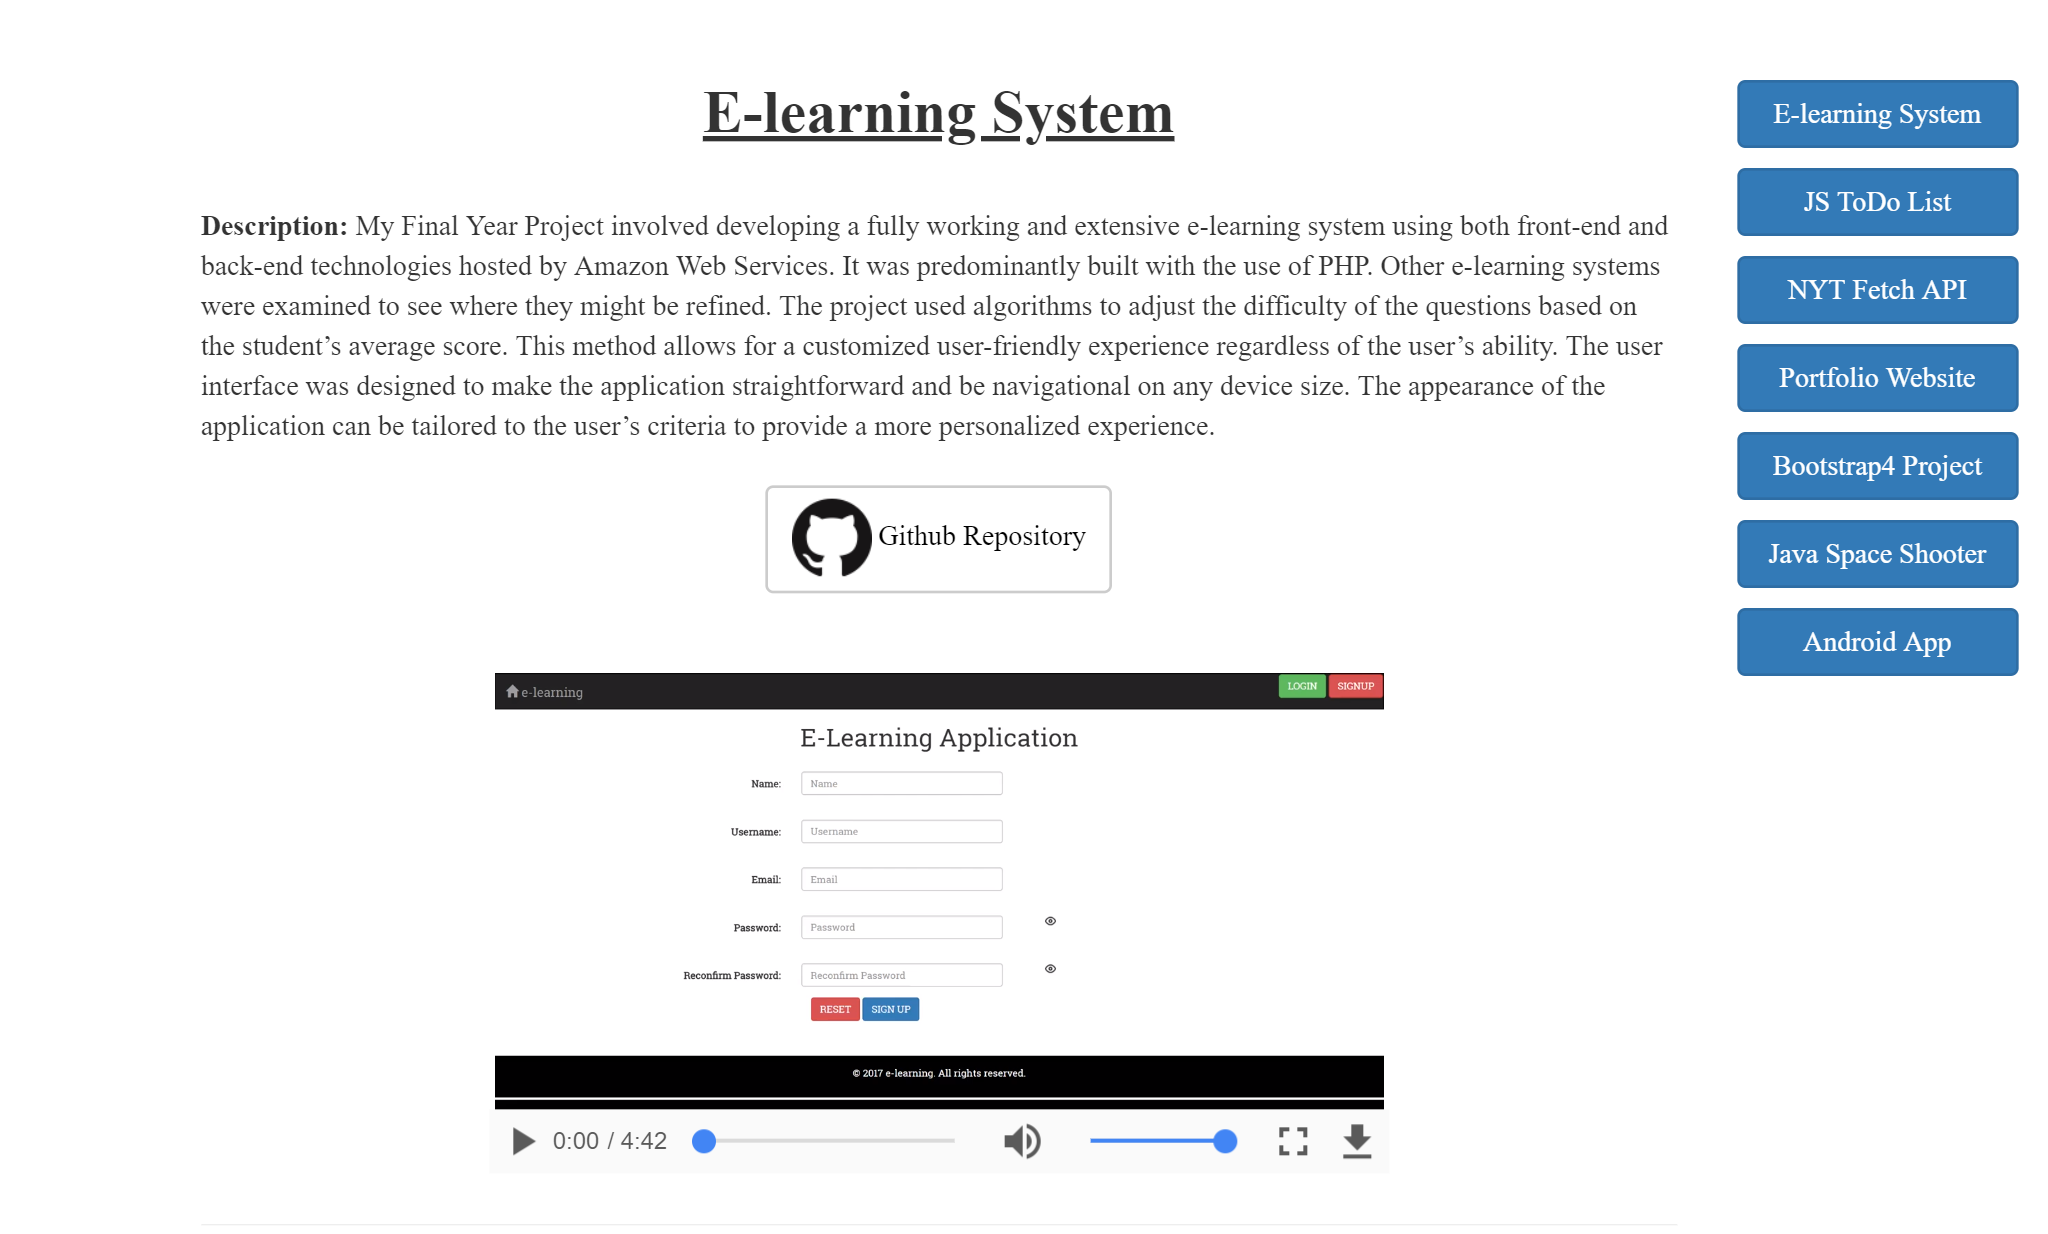 E-learning System
Description: My Final Year Project involved developing a fully working and extensive e-learning system using both front-end and
back-end technologies hosted by Amazon Web Services. It was predominantly built with the use of PHP. Other e-learning systems
were examined to see where they might be refined. The project used algorithms to adjust the difficulty of the questions based on
the student’s average score. This method allows for a customized user-friendly experience regardless of the user’s ability. The user
interface was designed to make the application straightforward and be navigational on any device size. The appearance of the
application can be tailored to the user’s criteria to provide a more personalized experience.
Github Repository
e-learning
LOGIN SIGNUP
E-Learning Application
Name: Name
Username: Username
Email: Email
Password: Password
Reconfirm Password: Reconfirm Password
RESET SIGN UP
© 2017 e-learning. All rights reserved.
0:00 / 4:42
E-learning System
JS ToDo List
NYT Fetch API
Portfolio Website
Bootstrap4 Project
Java Space Shooter
Android App